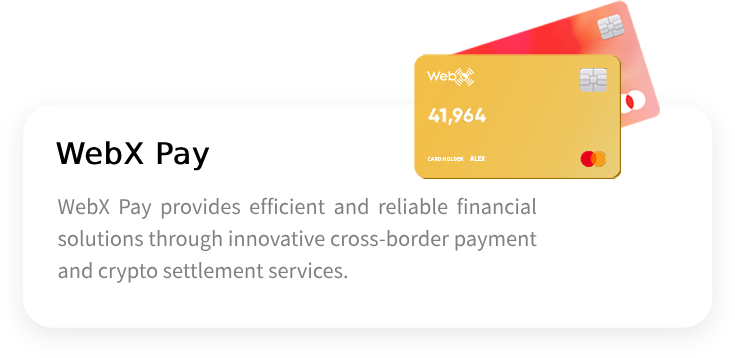 WebX
41,964
CARD HOLDER ALEX
WebX Pay
WebX Pay provides efficient and reliable financial
solutions through innovative cross-border payment
and crypto settlement services.